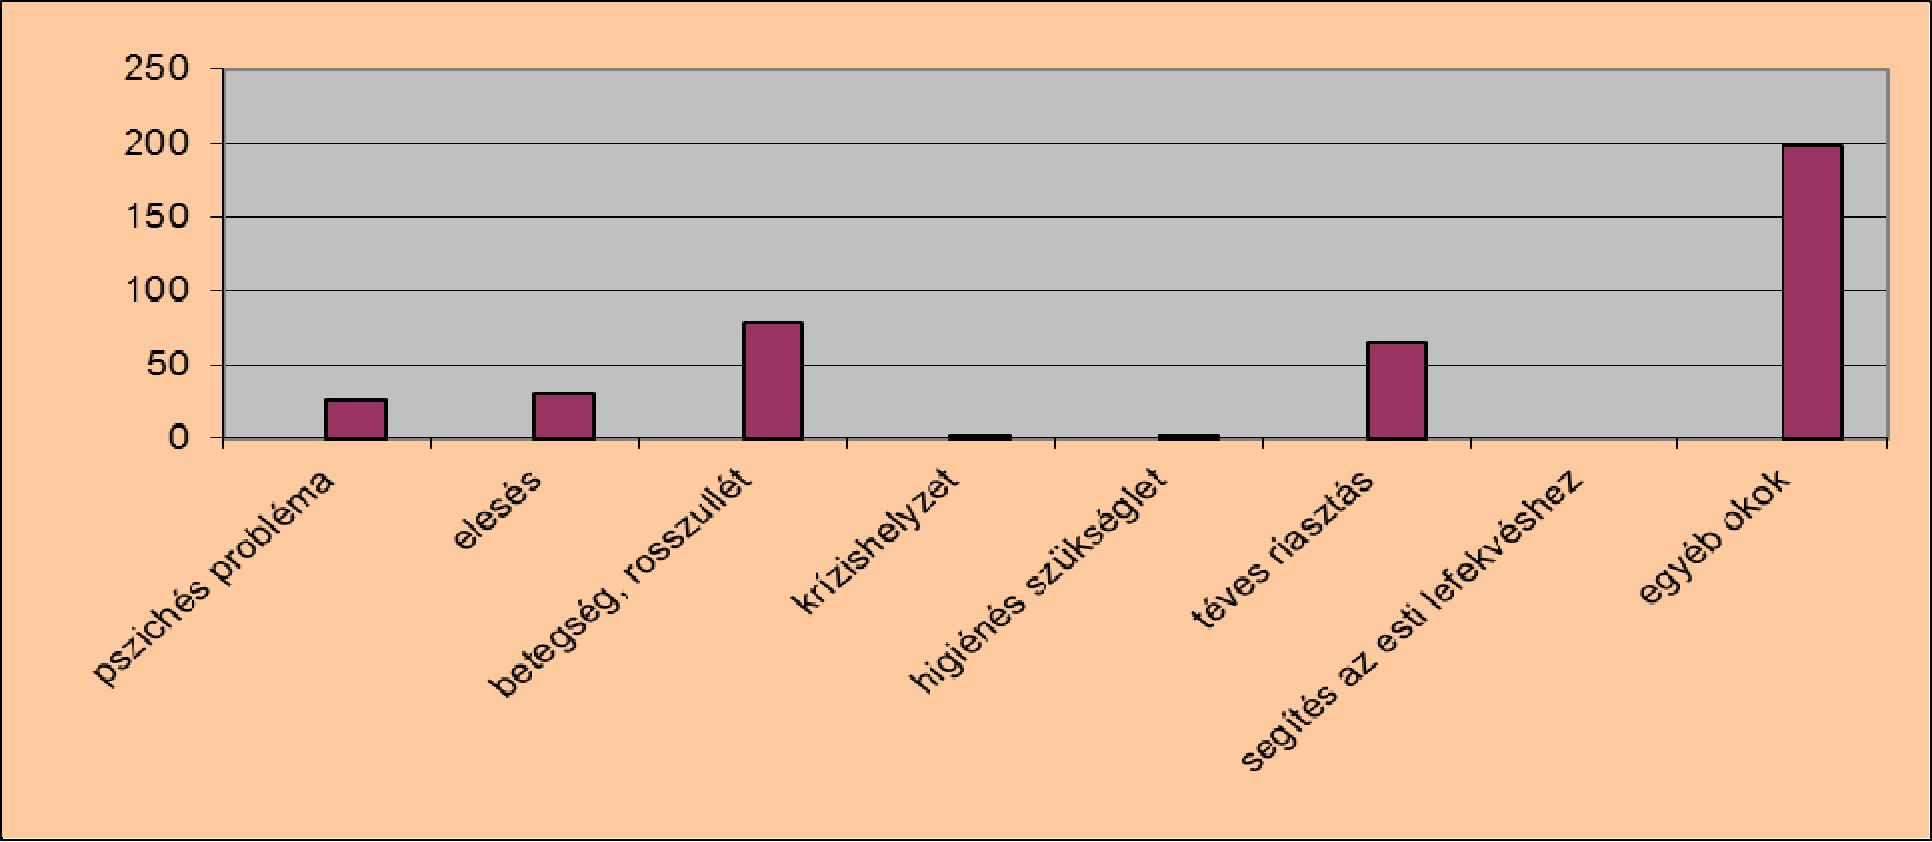 250
200
150
100
50
0
pszichés probléma
elesés
betegség, rosszullét
krízishelyzet
higiénés szükséglet
téves riasztás
segítés az esti lefekvéshez
egyéb okok